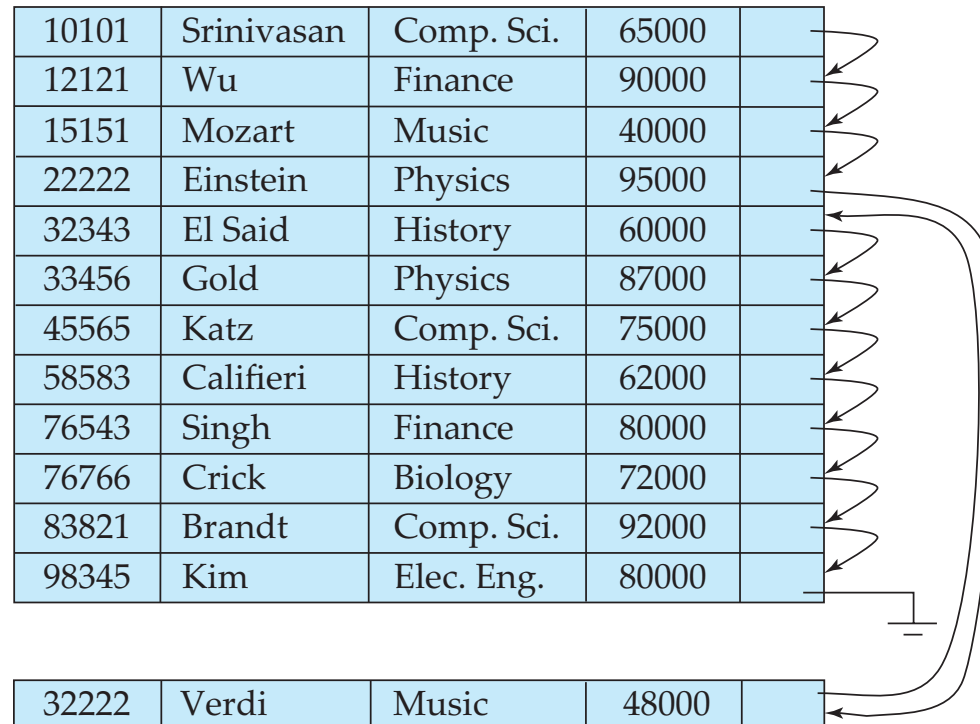 10101 Srinivasan Comp. Sci. 65000
12121 Wu Finance 90000
15151 Mozart Music 40000
22222 Einstein Physics 95000
32343 El Said History 60000
33456 Gold Physics 87000
45565 Katz Comp. Sci. 75000
58583 Califieri History 62000
76543 Singh Finance 80000
76766 Crick Biology 72000
83821 Brandt Comp. Sci. 92000
98345 Kim Elec. Eng. 80000
32222 Verdi Music 48000